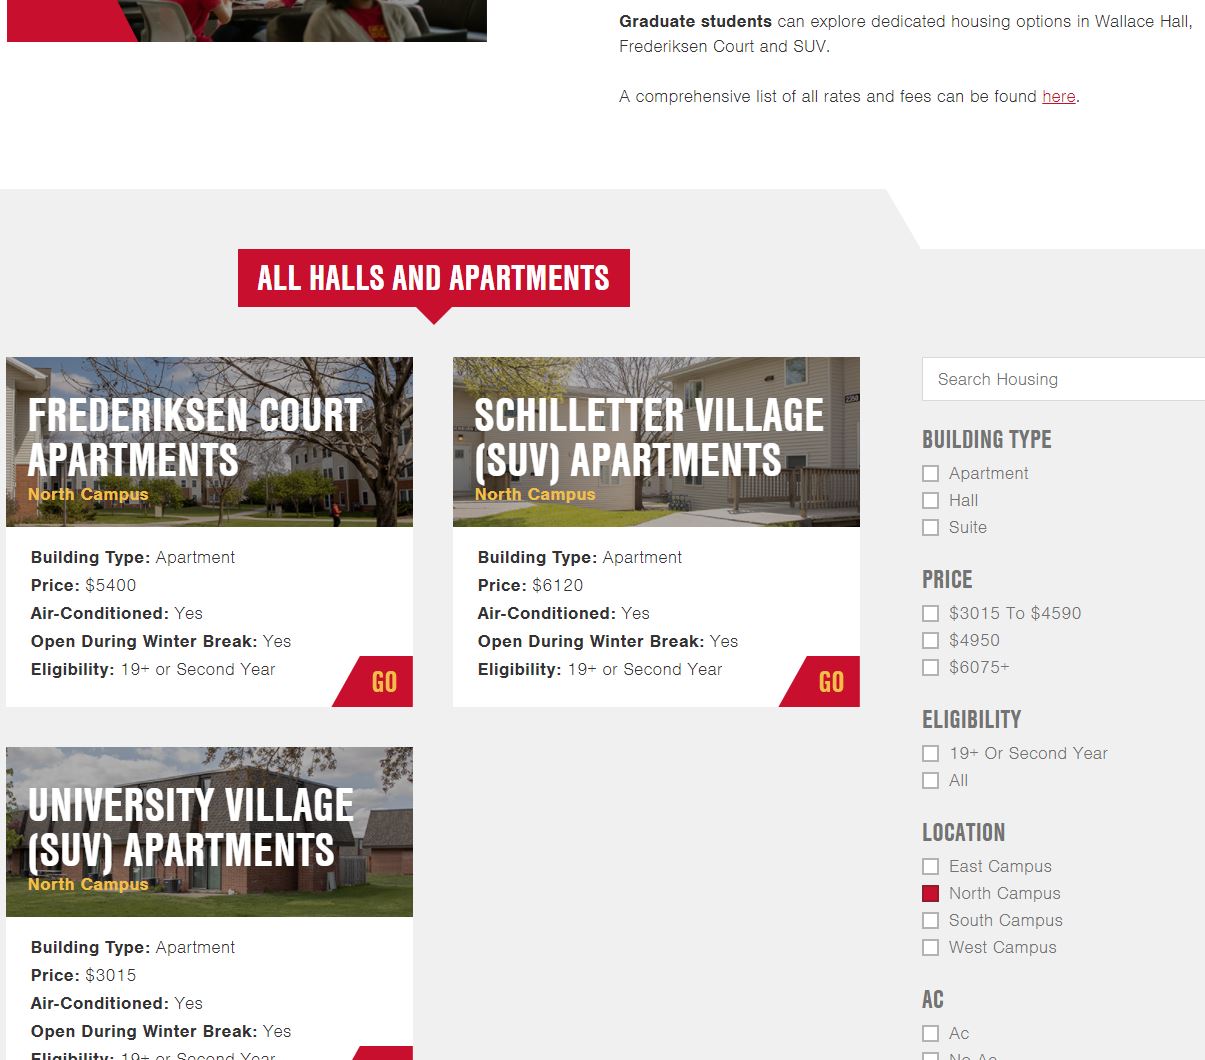 Graduate students can explore dedicated housing options in Wallace Hall,
Frederiksen Court and SUV.
A comprehensive list of all rates and fees can be found here.
ALL HALLS AND APARTMENTS
FREDERIKSEN COURT
APARTMENTS
North Campus
Building Type: Apartment
Price: $5400
Air-Conditioned: Yes
Open During Winter Break: Yes
Eligibility: 19+ or Second Year
GO
SCHILLETTER VILLAGE
(SUV) APARTMENTS
North Campus
Building Type: Apartment
Price: $6120
Air-Conditioned: Yes
Open During Winter Break: Yes
Eligibility: 19+ or Second Year
GO
UNIVERSITY VILLAGE
(SUV) APARTMENTS
North Campus
Building Type: Apartment
Price: $3015
Air-Conditioned: Yes
Open During Winter Break: Yes
Eligibility: 19+ or Second Year
Search Housing
BUILDING TYPE
Apartment
Hall
Suite
PRICE
$3015 To $4590
$4950
$6075+
ELIGIBILITY
19+ Or Second Year
All
LOCATION
East Campus
North Campus
South Campus
West Campus
AC
Ac
No Ac